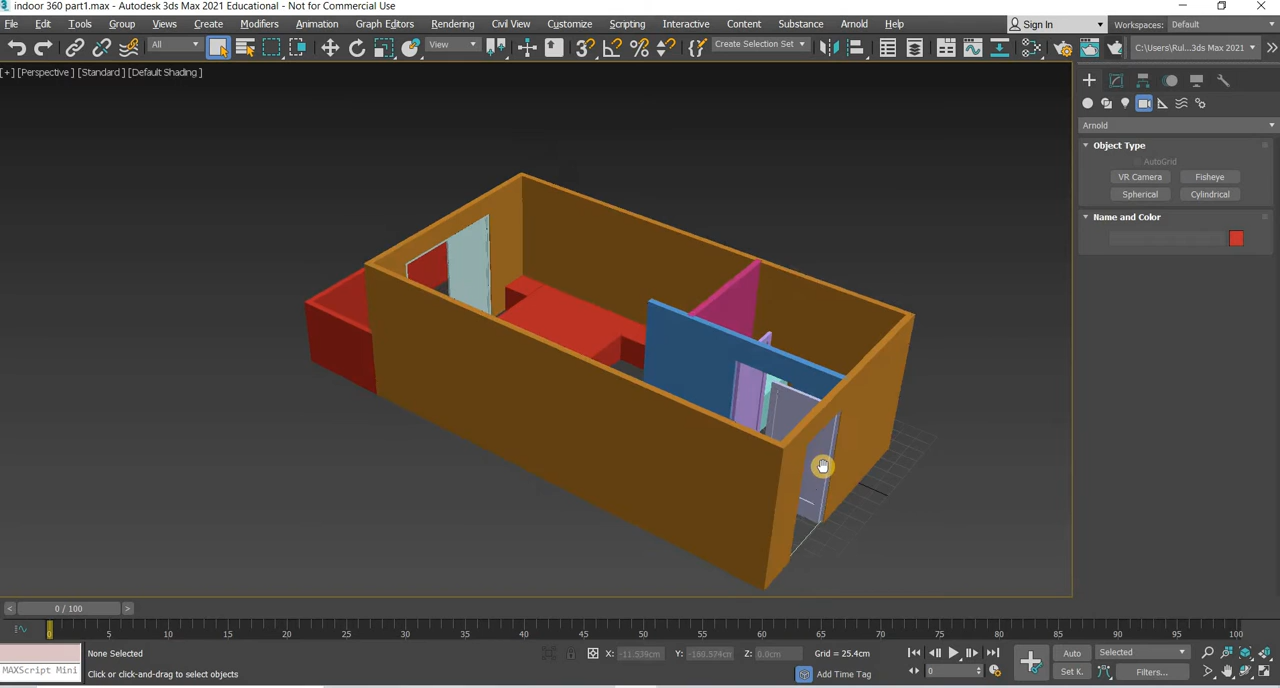 indoor 360 part1.max - Autodesk 3ds Max 2021 Educational - Not for Commercial Use
File Edit Tools Group Views Create Modifiers Animation Graph Editors Rendering Civil View Customize Scripting Interactive Content Substance Arnold Help Sign In Workspaces: Default
All View Create Selection Set C:\Users\Rul...3ds Max 2021
[+] [Perspective] [Standard] [Default Shading]
Arnold
Object Type
AutoGrid
VR Camera Fisheye
Spherical Cylindrical
Name and Color
0 / 100
0 5 10 15 20 25 30 35 40 45 50 55 60 65 70 75 80 85 90 95 100
None Selected X: -11.539cm Y: -180.574cm Z: 0.0cm Grid = 25.4cm Auto Selected
MAXScript Mini Click or click-and-drag to select objects Add Time Tag 0 Set K. Filters...